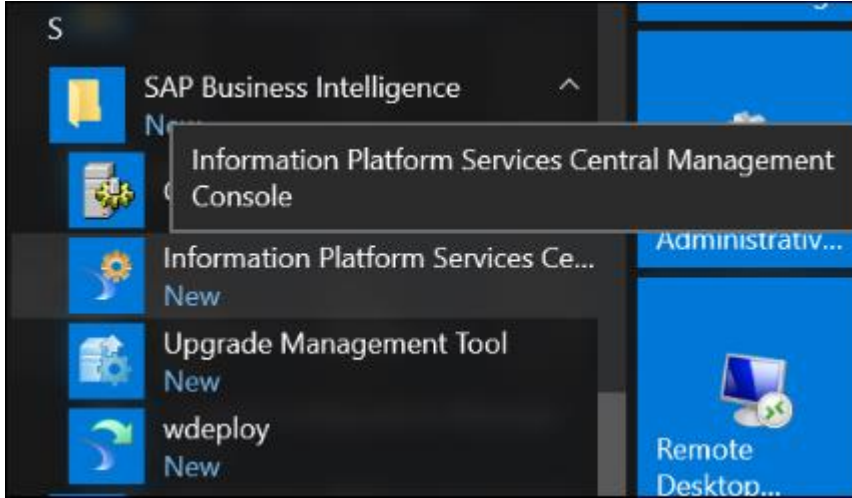 S
SAP Business Intelligence
New
Information Platform Services Central Management
Console
Information Platform Services Ce...
New
Upgrade Management Tool
New
wdeploy
New
Administrativ...
Remote
Desktop...